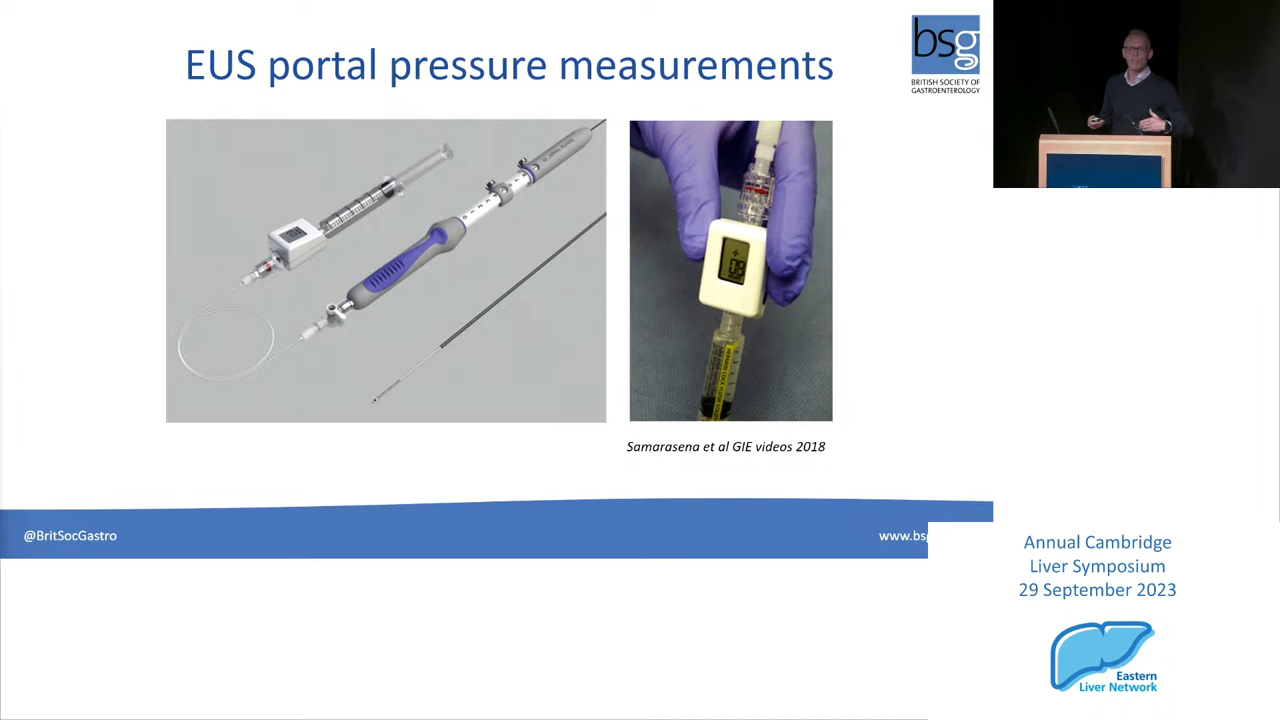 EUS portal pressure measurements
bsg
BRITISH SOCIETY OF
GASTROENTEROLOGY
Samarasena et al GIE videos 2018
@BritSocGastro
www.bs
Annual Cambridge
Liver Symposium
29 September 2023
Eastern
Liver Network